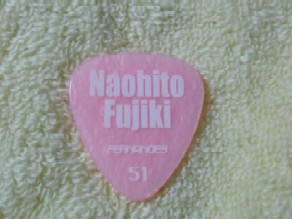 Naohito
Fujiki
FERNANDES
51